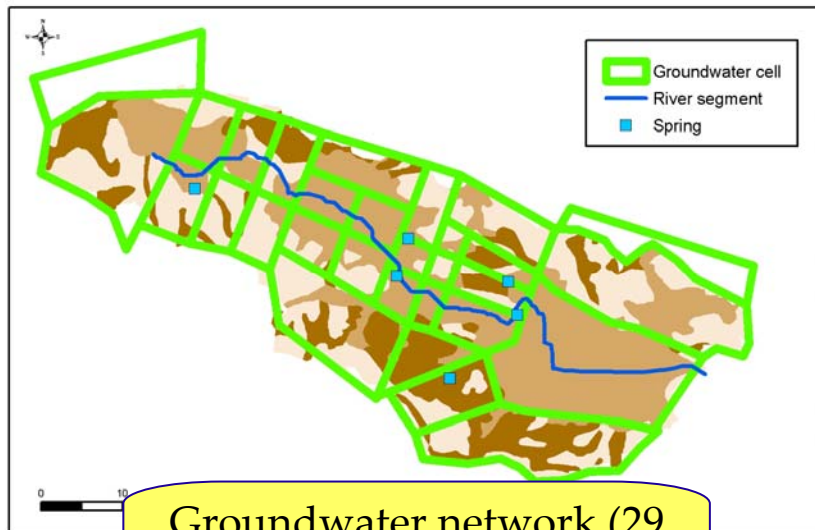 N
W E
S
Groundwater cell
River segment
Spring
0 10
Groundwater network (29